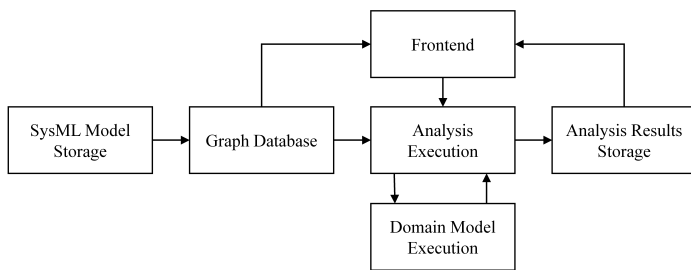 Frontend
SysML Model
Storage
Graph Database
Analysis
Execution
Analysis Results
Storage
Domain Model
Execution